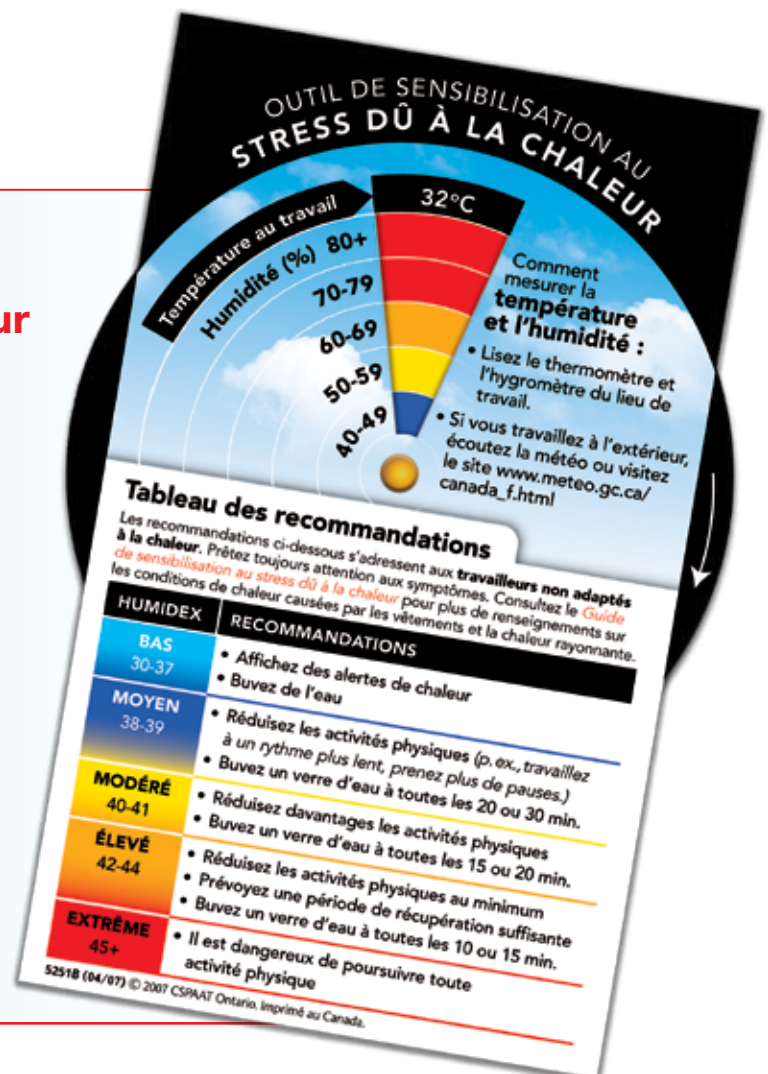 ur
OUTIL DE SENSIBILISATION AU
STRESS DÛ À LA CHALEUR
Température au travail
32°C
Humidité (%) 80+
70-79
60-69
50-59
40-49
Comment
mesurer la
température
et l'humidité :
• Lisez le thermomètre et
l'hygromètre du lieu de
travail.
• Si vous travaillez à l'extérieur,
écoutez la météo ou visitez
le site www.meteo.gc.ca/
canada_f.html
Tableau des recommandations
Les recommandations ci-dessous s'adressent aux travailleurs non adaptés
à la chaleur. Prêtez toujours attention aux symptômes. Consultez le Guide
de sensibilisation au stress dû à la chaleur pour plus de renseignements sur
les conditions de chaleur causées par les vêtements et la chaleur rayonnante.
HUMIDEX RECOMMANDATIONS
BAS
30-37
• Affichez des alertes de chaleur
• Buvez de l'eau
MOYEN
38-39
• Réduisez les activités physiques (p. ex., travaillez
à un rythme plus lent, prenez plus de pauses.)
• Buvez un verre d'eau à toutes les 20 ou 30 min.
MODÉRÉ
40-41
• Réduisez davantages les activités physiques
• Buvez un verre d'eau à toutes les 15 ou 20 min.
ÉLEVÉ
42-44
• Réduisez les activités physiques au minimum
• Prévoyez une période de récupération suffisante
• Buvez un verre d'eau à toutes les 10 ou 15 min.
EXTRÊME
45+
• Il est dangereux de poursuivre toute
activité physique
5251B (04/07) © 2007 CSPAAT Ontario. Imprimé au Canada.